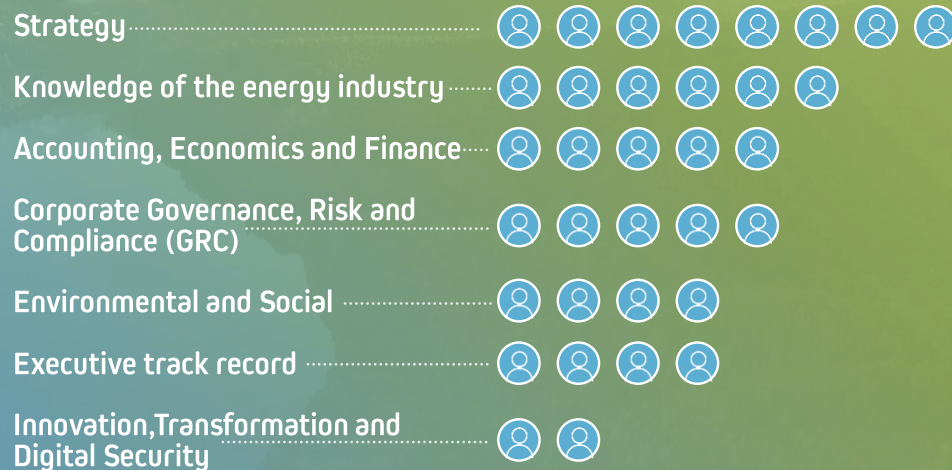 Strategy
Knowledge of the energy industry
Accounting, Economics and Finance
Corporate Governance, Risk and
Compliance (GRC)
Environmental and Social
Executive track record
Innovation,Transformation and
Digital Security